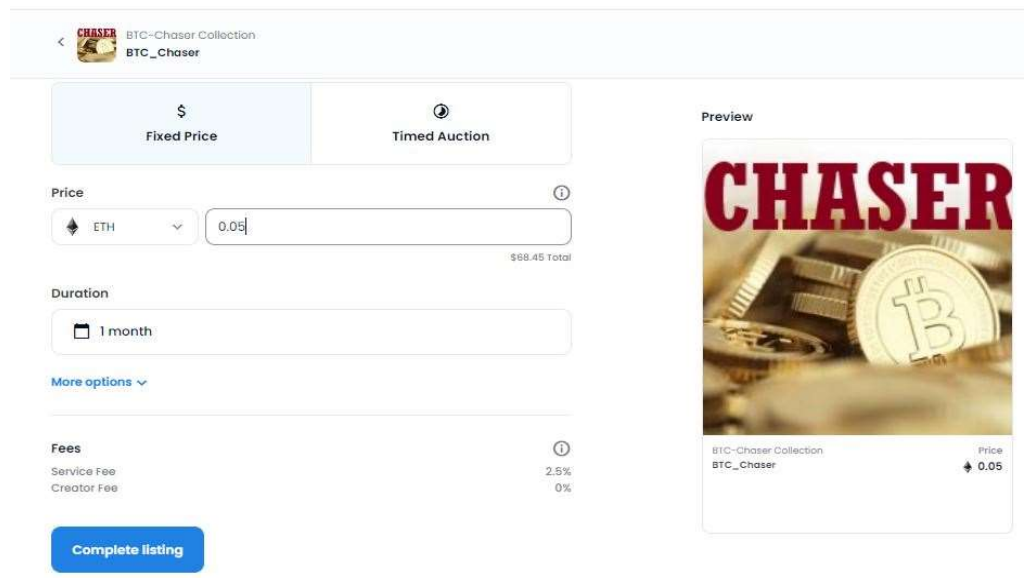 CHASER
BTC-Chaser Collection
BTC_Chaser
$
Fixed Price
Timed Auction
Price
ETH
0.05
$68.45 Total
Duration
1 month
More options
Fees
Service Fee 2.5%
Creator Fee 0%
Complete listing
Preview
CHASER
BTC-Chaser Collection Price
BTC_Chaser 0.05